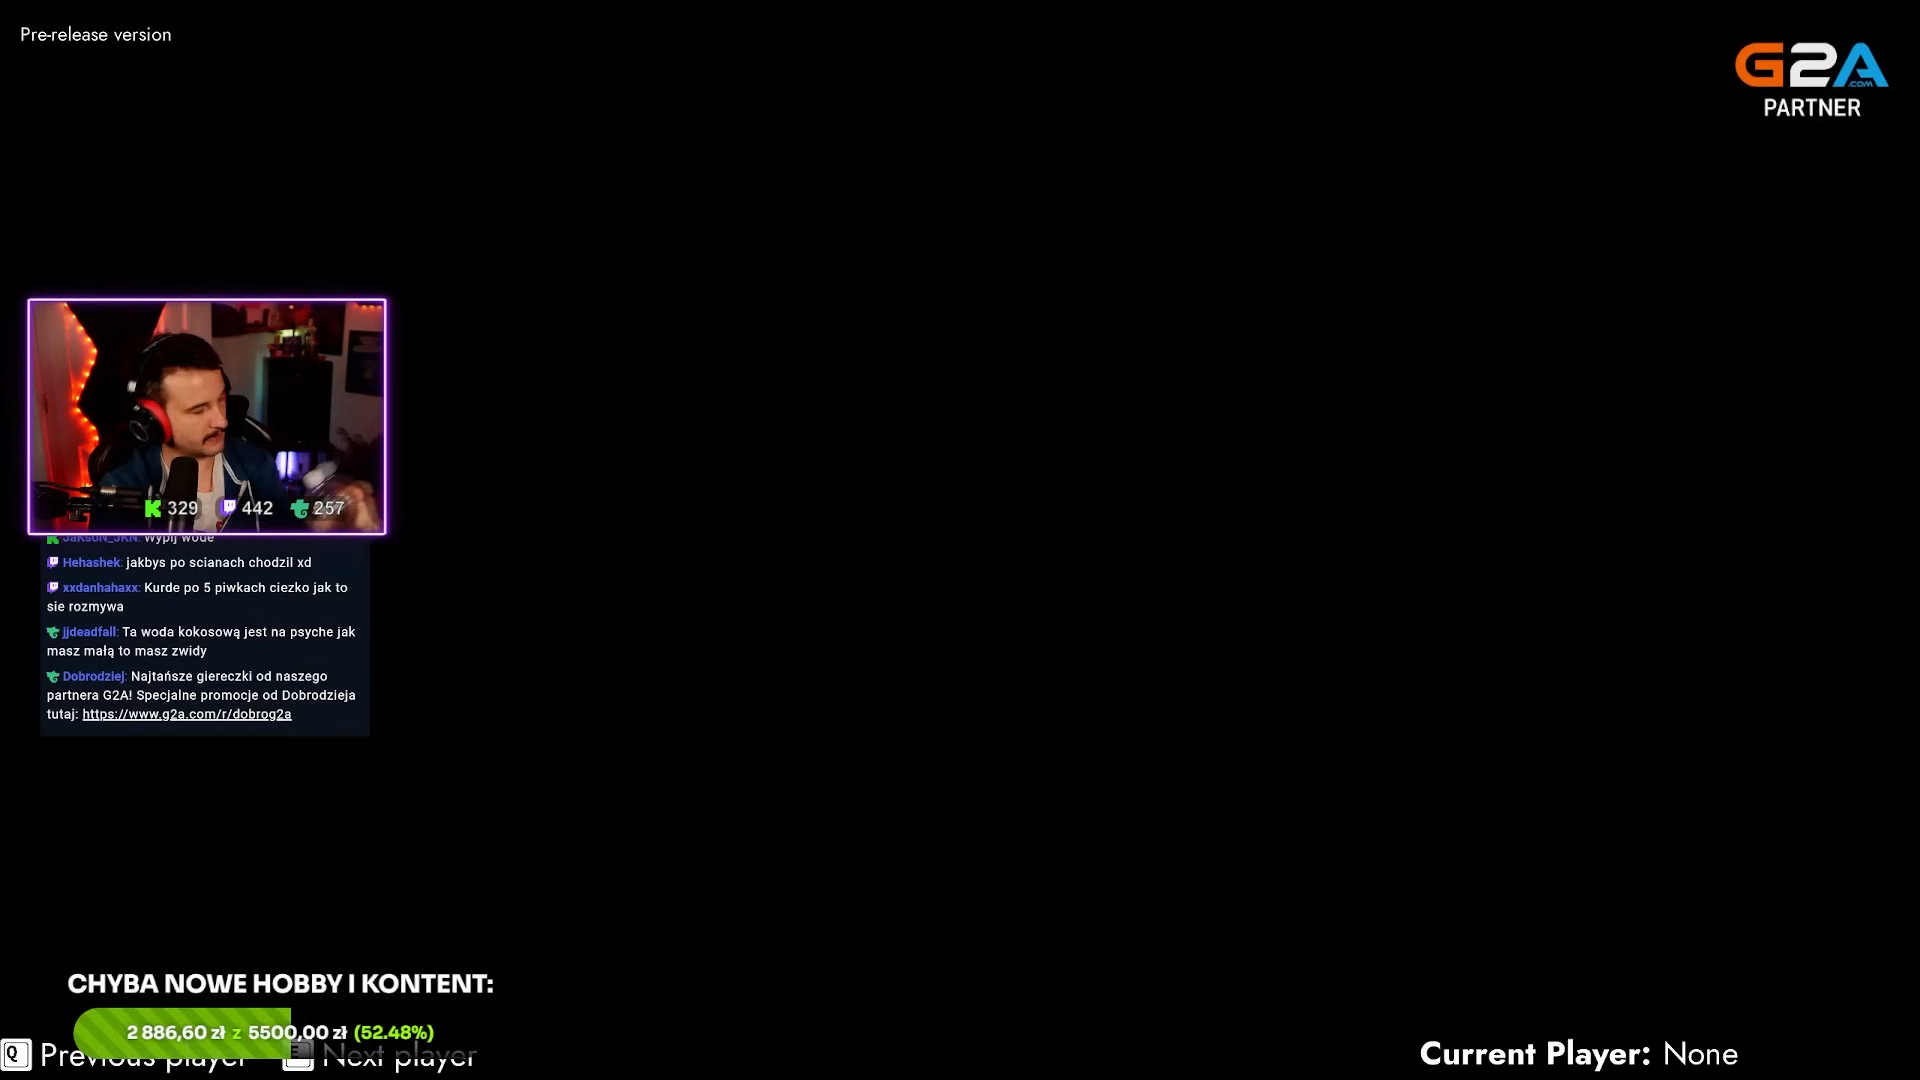 Pre-release version
G2A
.COM
PARTNER
329 442 257
JaKsoN_JKN: Wypij wode
Hehashek: jakbys po scianach chodzil xd
xxdanhahaxx: Kurde po 5 piwkach ciezko jak to
sie rozmywa
jjdeadfall: Ta woda kokosową jest na psyche jak
masz małą to masz zwidy
Dobrodziej: Najtańsze giereczki od naszego
partnera G2A! Specjalne promocje od Dobrodzieja
tutaj: https://www.g2a.com/r/dobrog2a
CHYBA NOWE HOBBY I KONTENT:
2 886,60 zł z 5500,00 zł (52.48%)
Q Previous player E Next player
Current Player: None